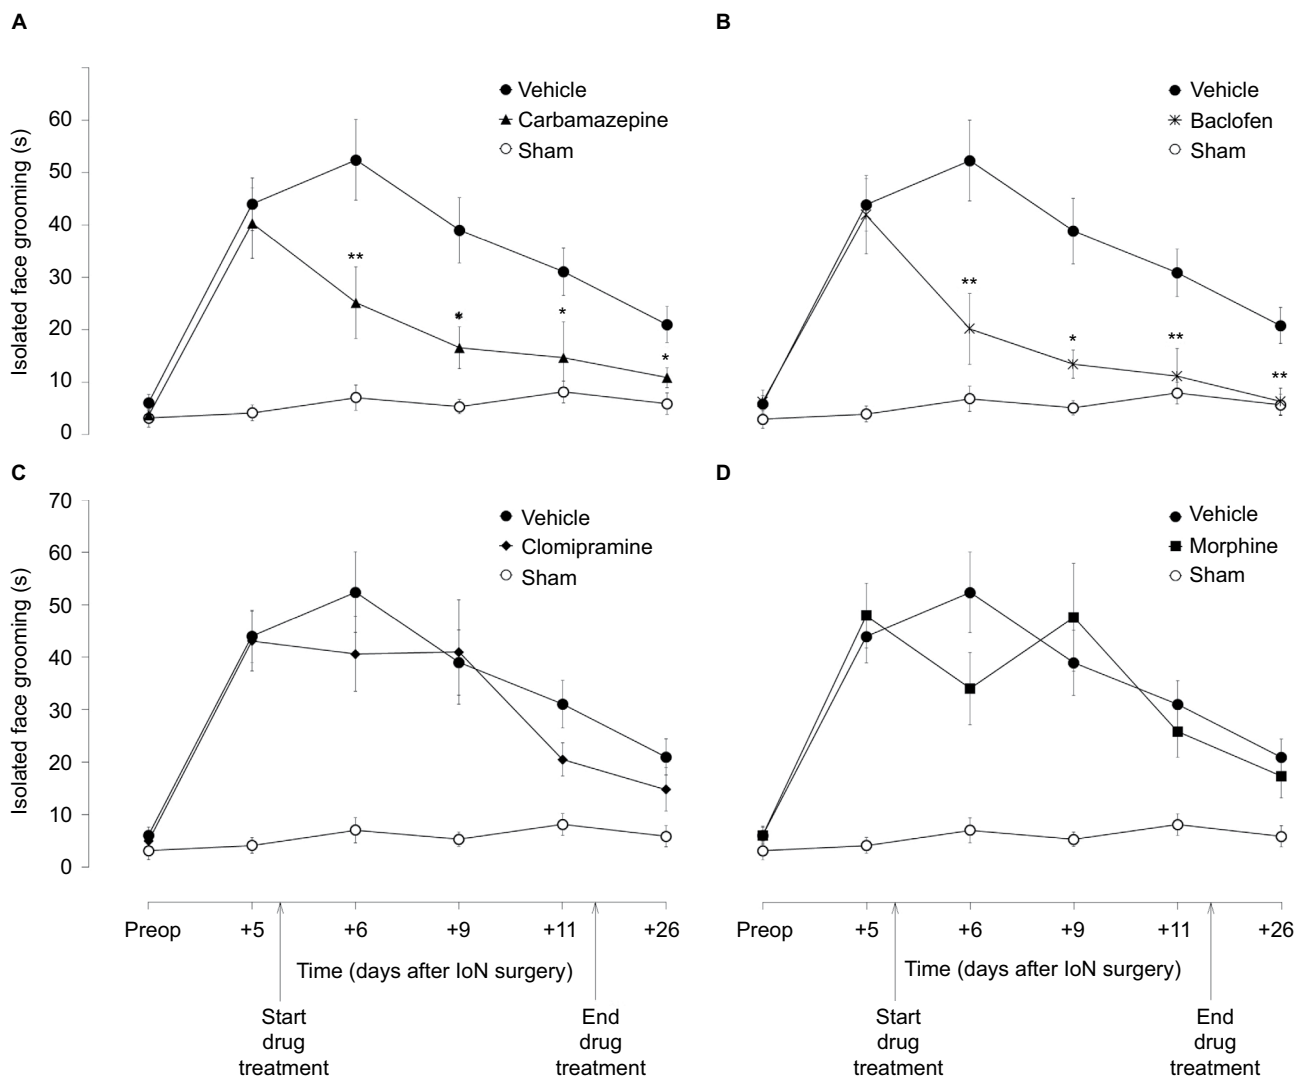 A
Vehicle
Carbamazepine
Sham
Isolated face grooming (s)
60
50
40
30
20
10
0
**
*
*
*
B
Vehicle
Baclofen
Sham
**
*
**
**
C
Vehicle
Clomipramine
Sham
Isolated face grooming (s)
70
60
50
40
30
20
10
0
Preop +5 +6 +9 +11 +26
Time (days after IoN surgery)
Start
drug
treatment
End
drug
treatment
D
Vehicle
Morphine
Sham
Preop +5 +6 +9 +11 +26
Time (days after IoN surgery)
Start
drug
treatment
End
drug
treatment